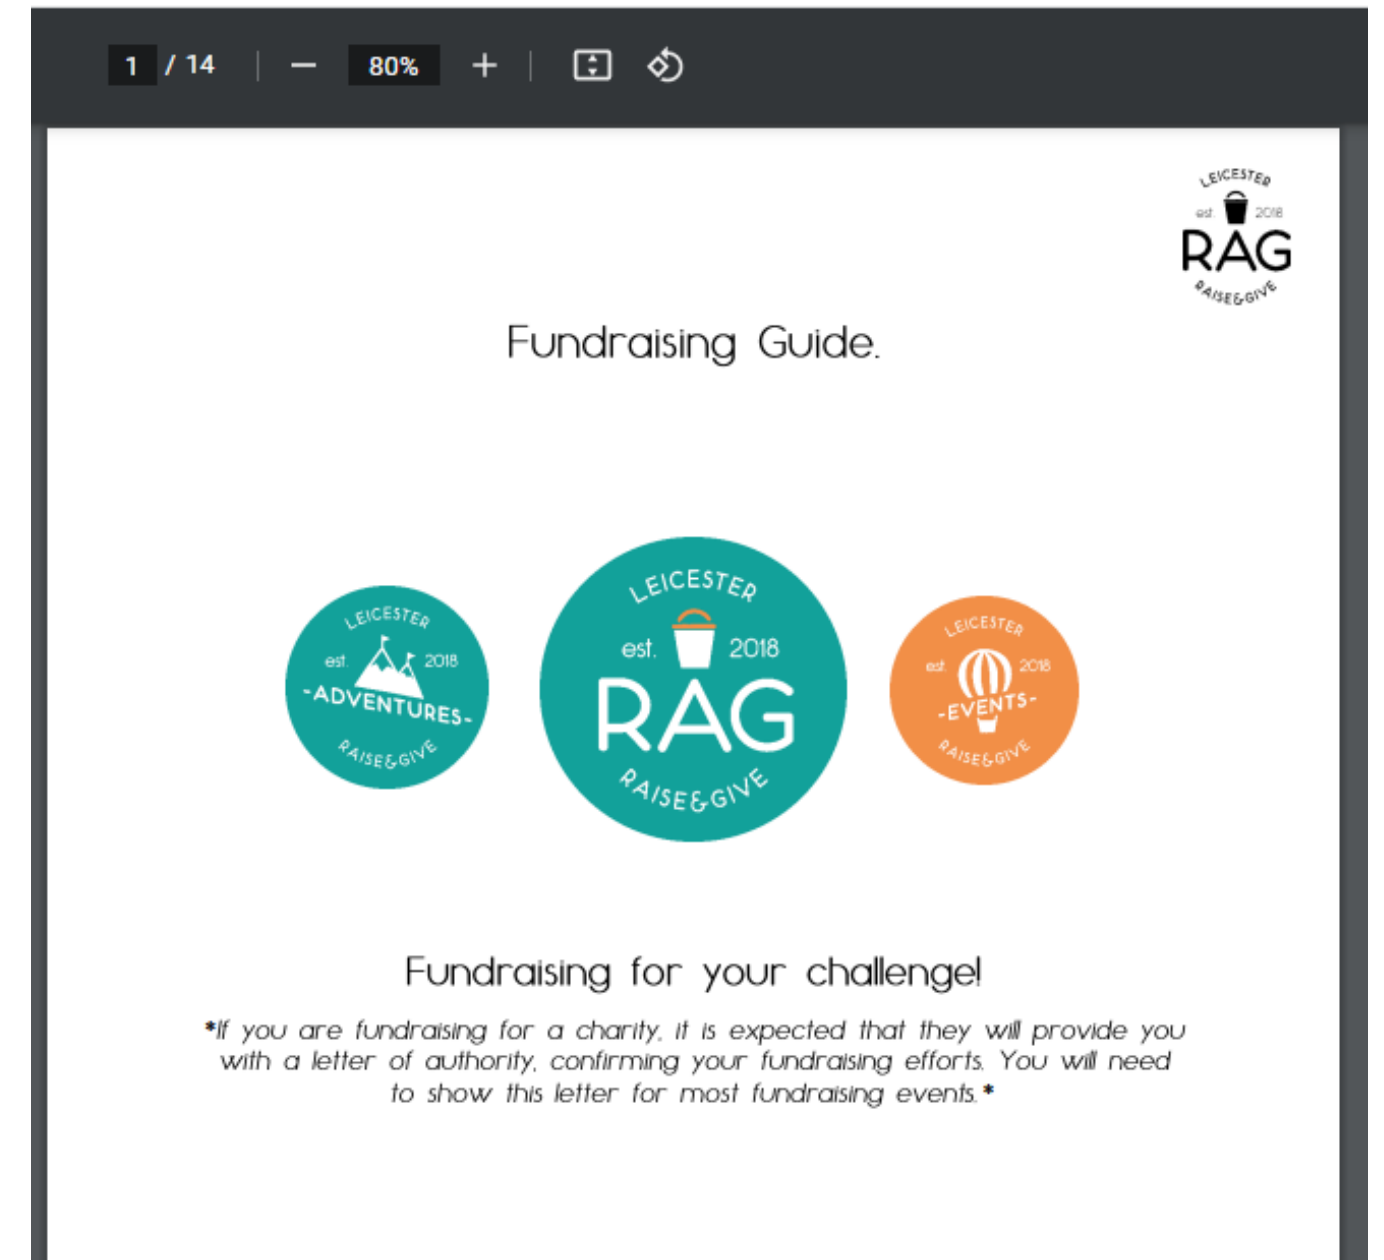 1 / 14
80%
LEICESTER
est. 2018
RAG
RAISE&GIVE
Fundraising Guide.
LEICESTER
est. 2018
-ADVENTURES-
RAISE&GIVE
LEICESTER
est. 2018
RAG
RAISE&GIVE
LEICESTER
est. 2018
-EVENTS-
RAISE&GIVE
Fundraising for your challenge!
*If you are fundraising for a charity, it is expected that they will provide you
with a letter of authority, confirming your fundraising efforts. You will need
to show this letter for most fundraising events.*